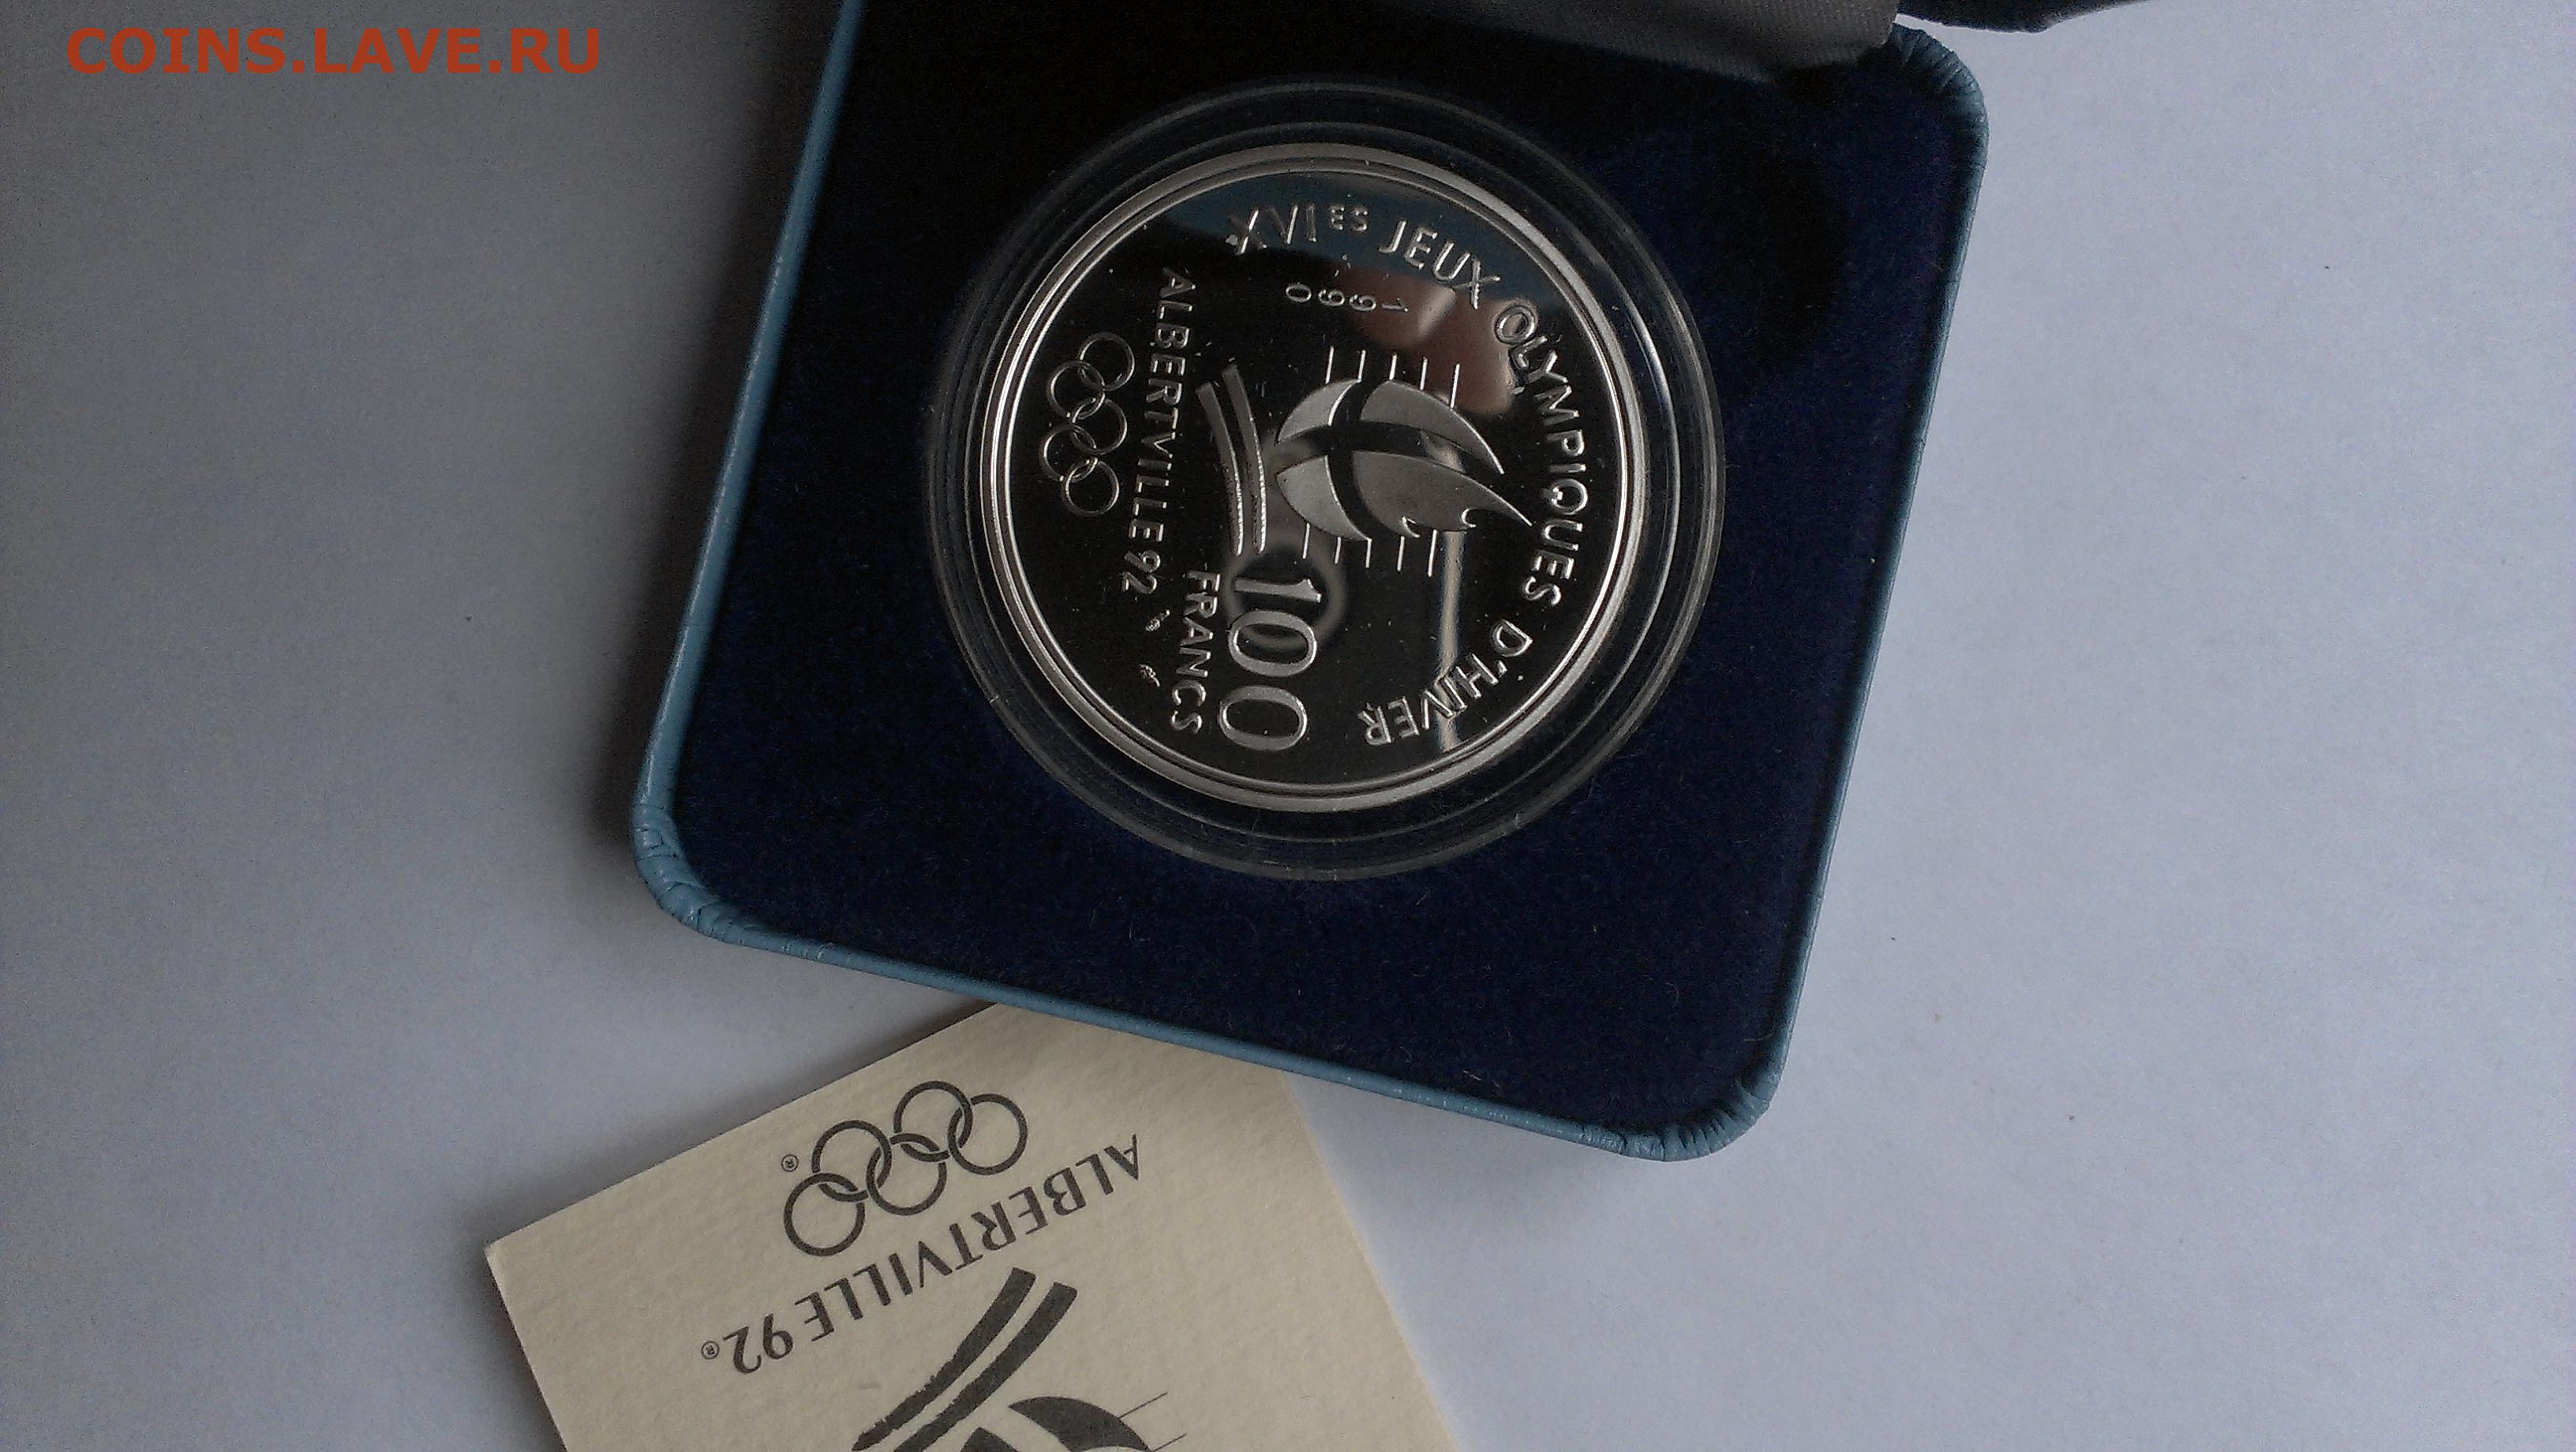 COINS.LAVE.RU
XVIES JEUX OLYMPIQUES D'HIVER
1990
100
FRANCS
ALBERTVILLE 92
®
ALBERTVILLE 92®